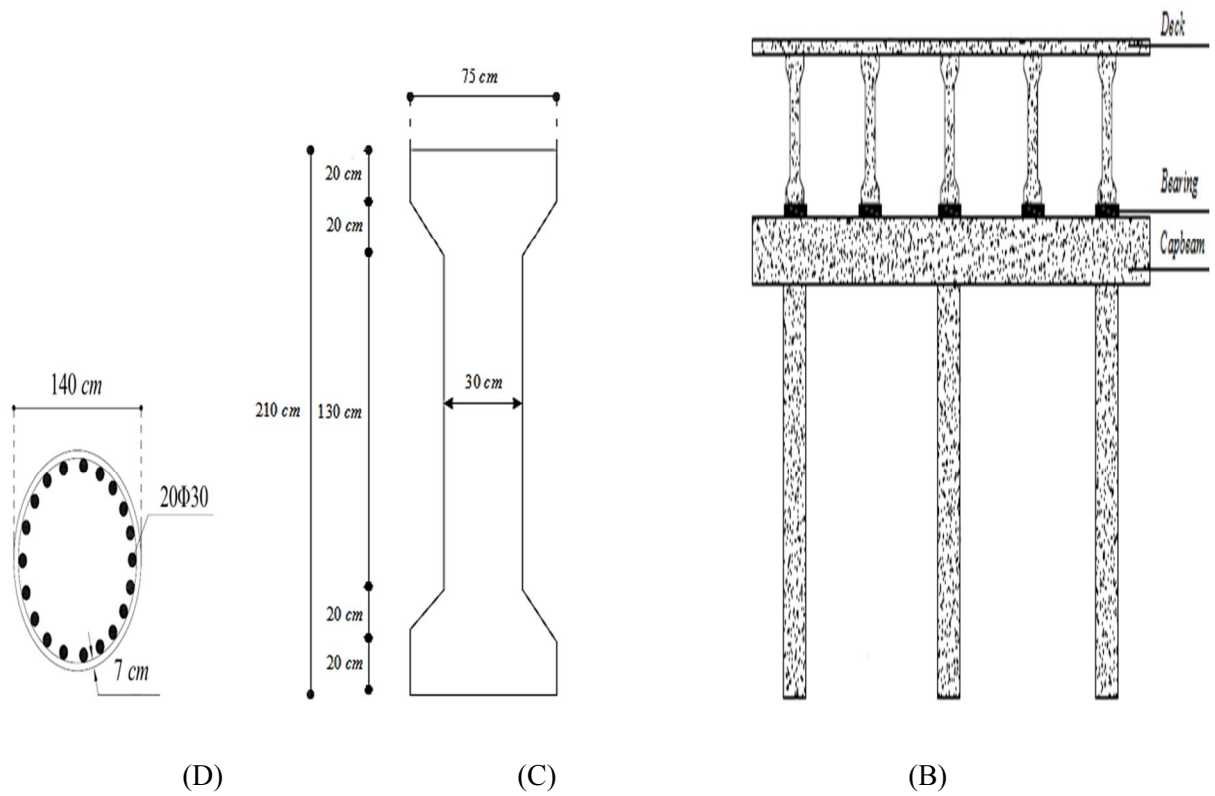 Deck
75 cm
20 cm
20 cm
Bearing
Capbeam
140 cm
30 cm
210 cm
130 cm
20Φ30
20 cm
7 cm
20 cm
(D)
(C)
(B)